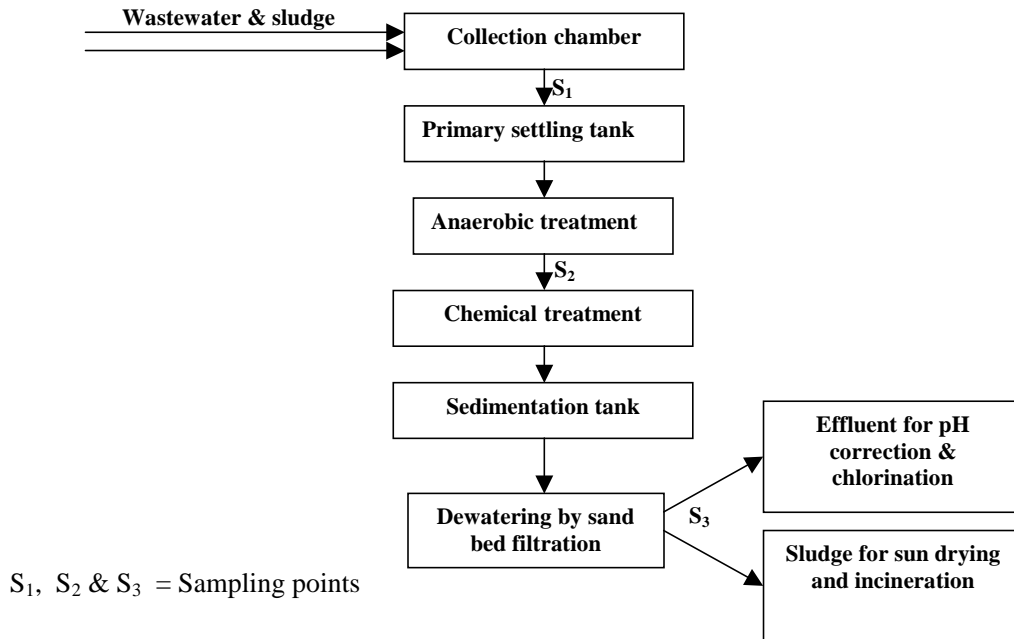 Wastewater & sludge
Collection chamber
S₁
Primary settling tank
Anaerobic treatment
S₂
Chemical treatment
Sedimentation tank
Effluent for pH
correction &
chlorination
Dewatering by sand
bed filtration
S₃
Sludge for sun drying
and incineration
S₁, S₂ & S₃ = Sampling points